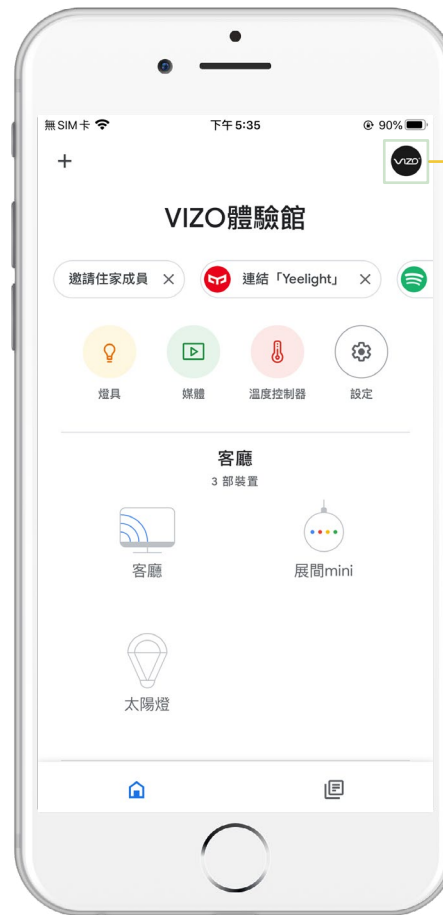 無SIM卡 下午5:35 90%
+
VIZO
VIZO體驗館
邀請住家成員 × 連結「Yeelight」 ×
燈具 媒體 溫度控制器 設定
客廳
3 部裝置
客廳 展間mini
太陽燈